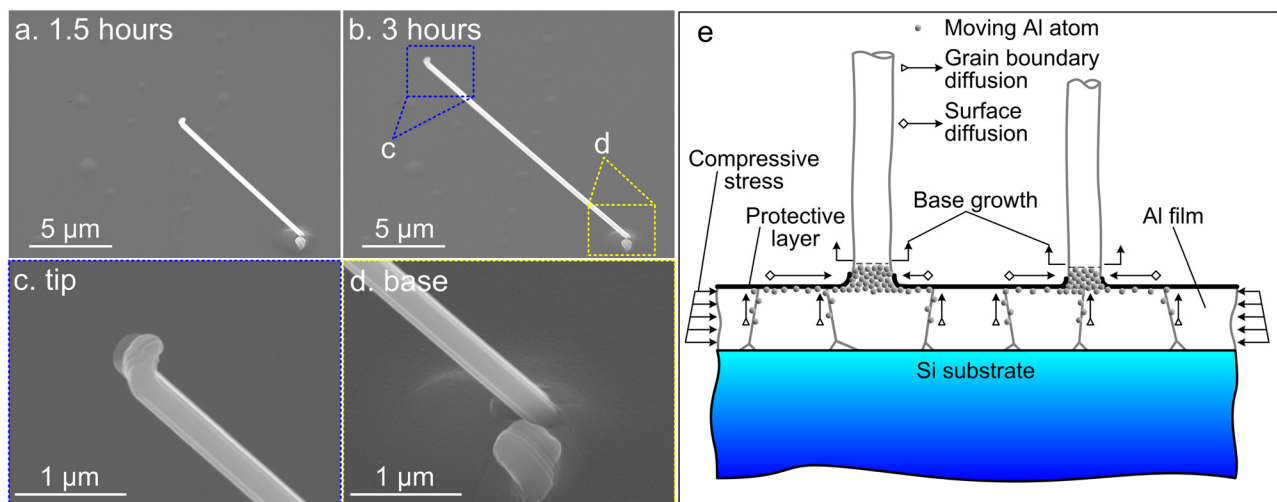 a. 1.5 hours
5 μm
b. 3 hours
c
d
5 μm
c. tip
1 μm
d. base
1 μm
e
Moving Al atom
Grain boundary
diffusion
Surface
diffusion
Compressive
stress
Protective
layer
Base growth
Al film
Si substrate